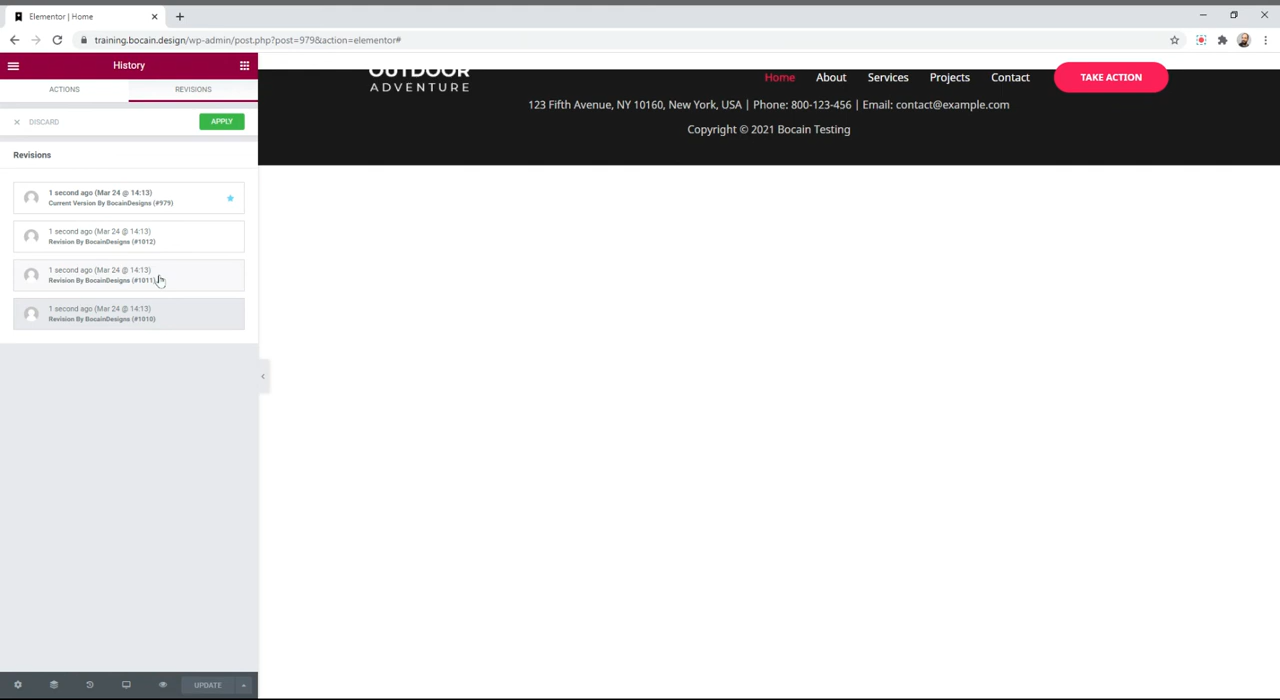 Elementor | Home
training.bocain.design/wp-admin/post.php?post=979&action=elementor#
History
ACTIONS
REVISIONS
DISCARD
APPLY
Revisions
1 second ago (Mar 24 @ 14:13)
Current Version By BocainDesigns (#979)
1 second ago (Mar 24 @ 14:13)
Revision By BocainDesigns (#1012)
1 second ago (Mar 24 @ 14:13)
Revision By BocainDesigns (#1011)
1 second ago (Mar 24 @ 14:13)
Revision By BocainDesigns (#1010)
UPDATE
OUTDOOR
ADVENTURE
Home
About
Services
Projects
Contact
TAKE ACTION
123 Fifth Avenue, NY 10160, New York, USA | Phone: 800-123-456 | Email: contact@example.com
Copyright © 2021 Bocain Testing